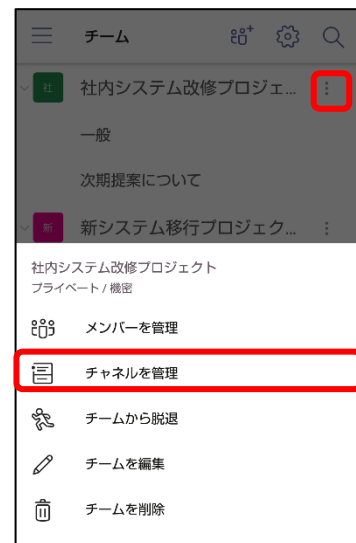 チーム
社 社内システム改修プロジェ...
一般
次期提案について
新 新システム移行プロジェク...
社内システム改修プロジェクト
プライベート / 機密
メンバーを管理
チャネルを管理
チームから脱退
チームを編集
チームを削除